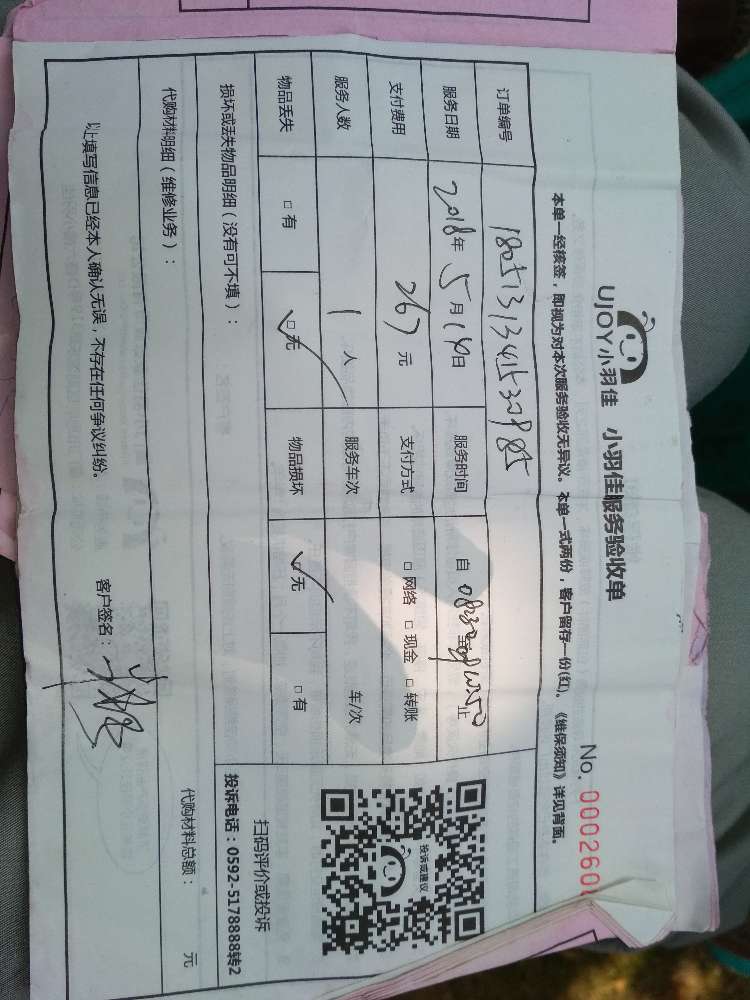 UJOY小羽佳 小羽佳服务验收单
No. 000260
本单一经核签，即视为对本次服务验收无异议。本单一式两份，客户留存一份(红)。《维保须知》详见背面。
订单编号 180513134153098
服务日期 2018年5月14日 服务时间 自 至 止
支付费用 267元 支付方式 □网络 □现金 □转账
服务人数 1人 服务车次 车/次
物品丢失 □有 □无 物品损坏 □无 □有
损坏或丢失物品明细（没有可不填）：
代购材料明细（维修业务）：
代购材料总额： 元
以上填写信息已经本人确认无误，不存在任何争议纠纷。
客户签名：
投诉或建议
扫码评价或投诉
投诉电话：0592-5178888转2